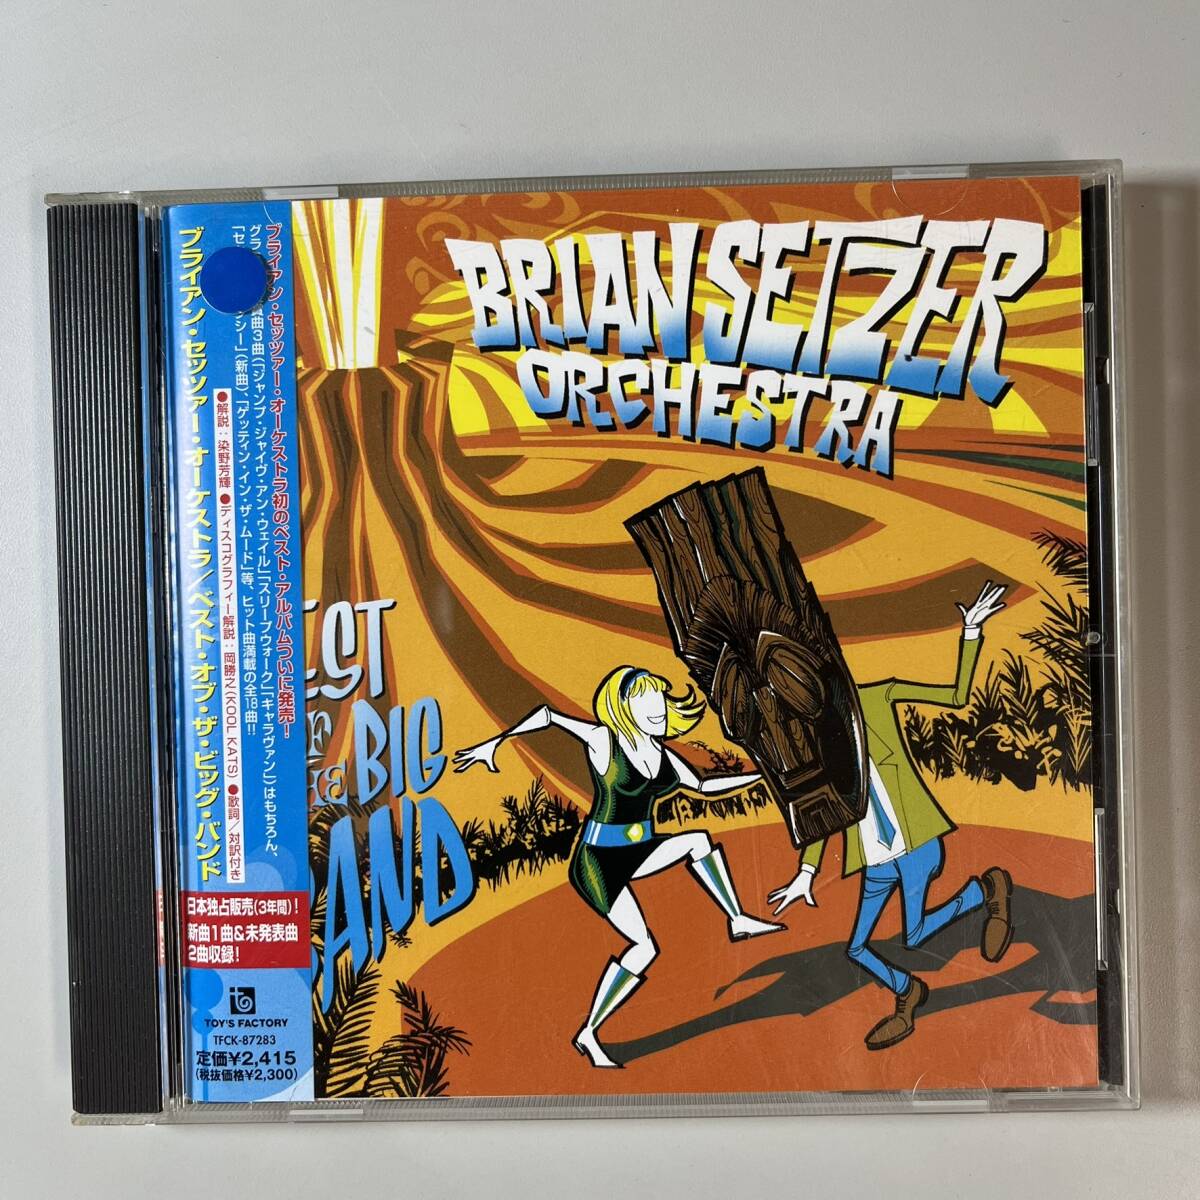 BRIAN SETZER
ORCHESTRA
EST
THE BIG
AND
ブライアン・セッツァー・オーケストラ初のベスト・アルバムついに発売!
賞曲3曲(「ジャンプ・ジャイヴ・アン・ウェイル」「スリープウォーク」「キャラヴァン」)はもちろん、
シー」(新曲)、「ゲッティン・イン・ザ・ムード」等、ヒット曲満載の全18曲!!
●解説:染野芳輝 ●ディスコグラフィー解説:岡勝之(KOOL KATS) ●歌詞/対訳付き
ブライアン・セッツァー・オーケストラ/ベスト・オブ・ザ・ビッグ・バンド
日本独占販売(3年間)!
新曲1曲&未発表曲
2曲収録!
TOY'S FACTORY
TFCK-87283
定価¥2,415
(税抜価格¥2,300)